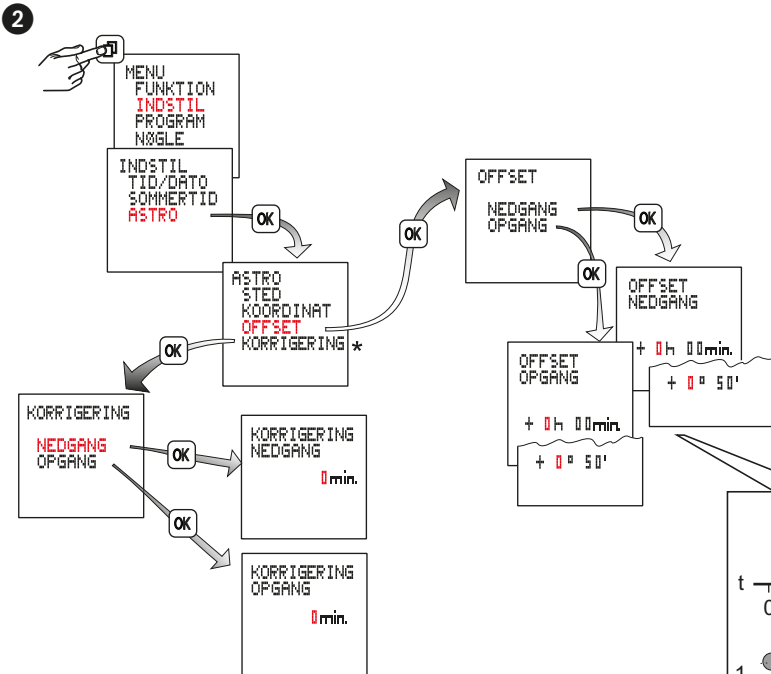 2
MENU
FUNKTION
INDSTIL
PROGRAM
NØGLE
INDSTIL
TID/DATO
SOMMERTID
ASTRO
OK
ASTRO
STED
KOORDINAT
OFFSET
KORRIGERING *
OK
OFFSET
NEDGANG
OPGANG
OK
OK
OFFSET
NEDGANG
+ 0h 00min.
+ 0° 50'
OFFSET
OPGANG
+ 0h 00min.
+ 0° 50'
OK
KORRIGERING
NEDGANG
OPGANG
OK
OK
KORRIGERING
NEDGANG
0min.
KORRIGERING
OPGANG
0min.
t